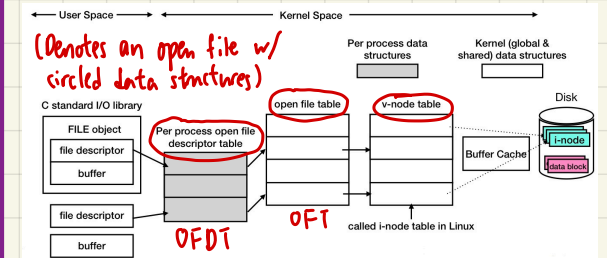 User Space
Kernel Space
(Denotes an open file w/
circled data structures)
Per process data
structures
Kernel (global &
shared) data structures
C standard I/O library
FILE object
file descriptor
buffer
file descriptor
buffer
Per process open file
descriptor table
OFDT
open file table
OFT
v-node table
called i-node table in Linux
Buffer Cache
Disk
i-node
data block